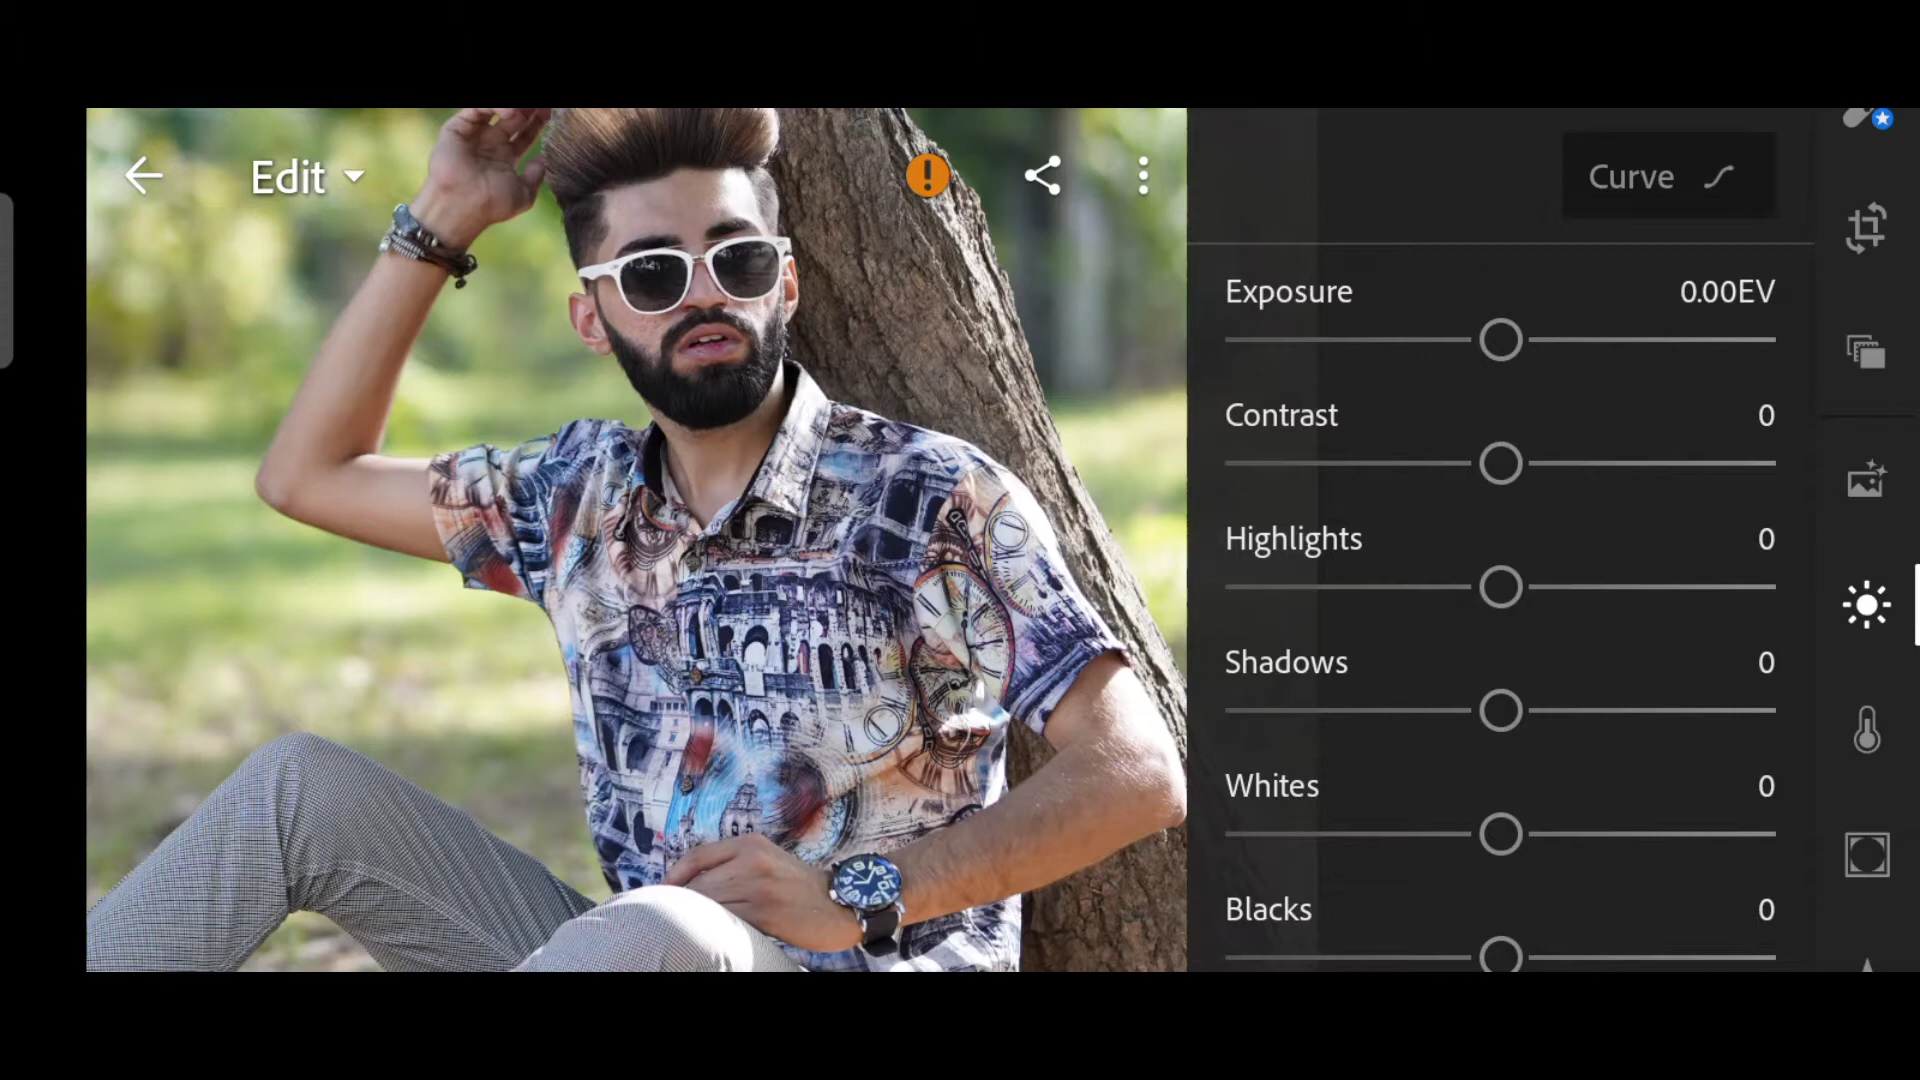 Edit
Curve
Exposure 0.00EV
Contrast 0
Highlights 0
Shadows 0
Whites 0
Blacks 0